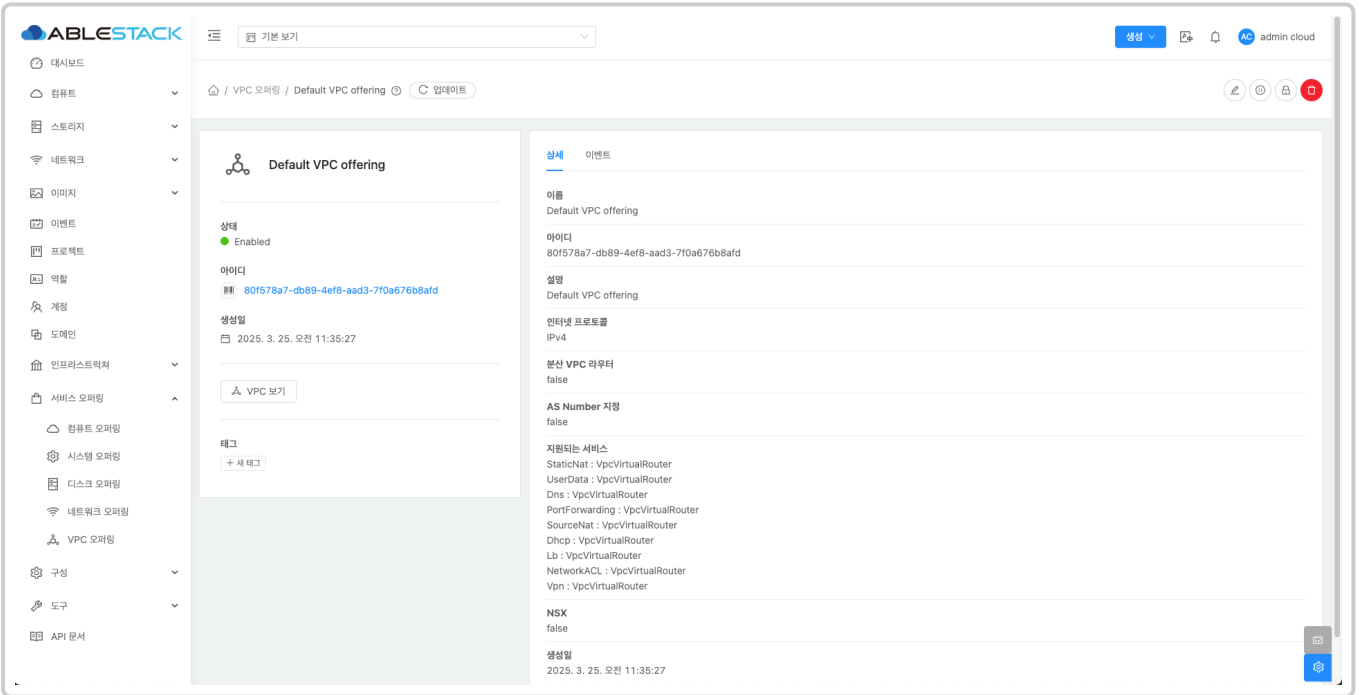 ABLESTACK
기본 보기
생성
AC admin cloud
대시보드
컴퓨트
스토리지
네트워크
이미지
이벤트
프로젝트
역할
계정
도메인
인프라스트럭쳐
서비스 오퍼링
컴퓨트 오퍼링
시스템 오퍼링
디스크 오퍼링
네트워크 오퍼링
VPC 오퍼링
구성
도구
API 문서
/ VPC 오퍼링 / Default VPC offering 업데이트
Default VPC offering
상태
Enabled
아이디
80f578a7-db89-4ef8-aad3-7f0a676b8afd
생성일
2025. 3. 25. 오전 11:35:27
VPC 보기
태그
+ 새 태그
상세 이벤트
이름
Default VPC offering
아이디
80f578a7-db89-4ef8-aad3-7f0a676b8afd
설명
Default VPC offering
인터넷 프로토콜
IPv4
분산 VPC 라우터
false
AS Number 지정
false
지원되는 서비스
StaticNat : VpcVirtualRouter
UserData : VpcVirtualRouter
Dns : VpcVirtualRouter
PortForwarding : VpcVirtualRouter
SourceNat : VpcVirtualRouter
Dhcp : VpcVirtualRouter
Lb : VpcVirtualRouter
NetworkACL : VpcVirtualRouter
Vpn : VpcVirtualRouter
NSX
false
생성일
2025. 3. 25. 오전 11:35:27